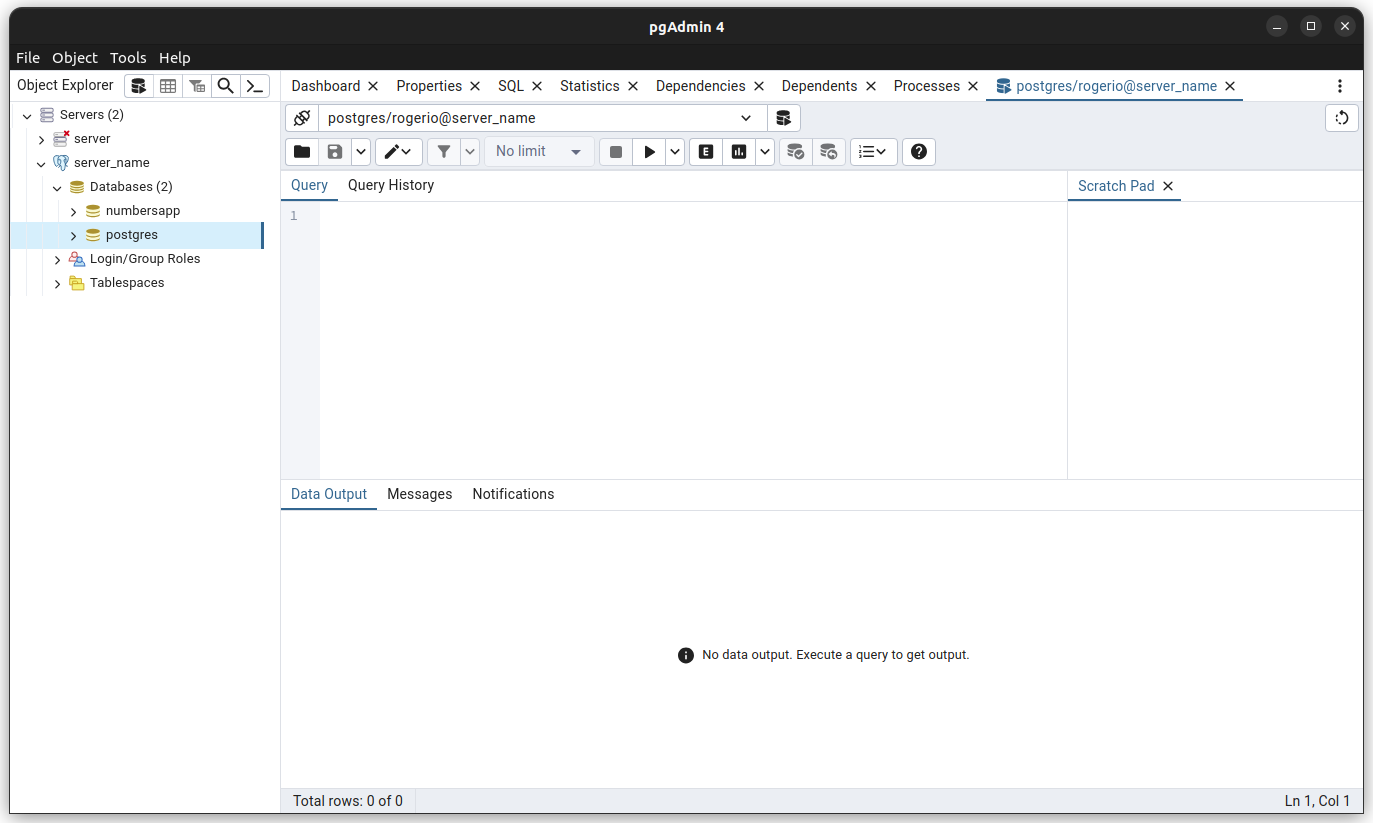 pgAdmin 4
File Object Tools Help
Object Explorer
Dashboard Properties SQL Statistics Dependencies Dependents Processes postgres/rogerio@server_name
Servers (2)
server
server_name
Databases (2)
numbersapp
postgres
Login/Group Roles
Tablespaces
postgres/rogerio@server_name
No limit
E
Query Query History
Scratch Pad
1
Data Output Messages Notifications
No data output. Execute a query to get output.
Total rows: 0 of 0
Ln 1, Col 1